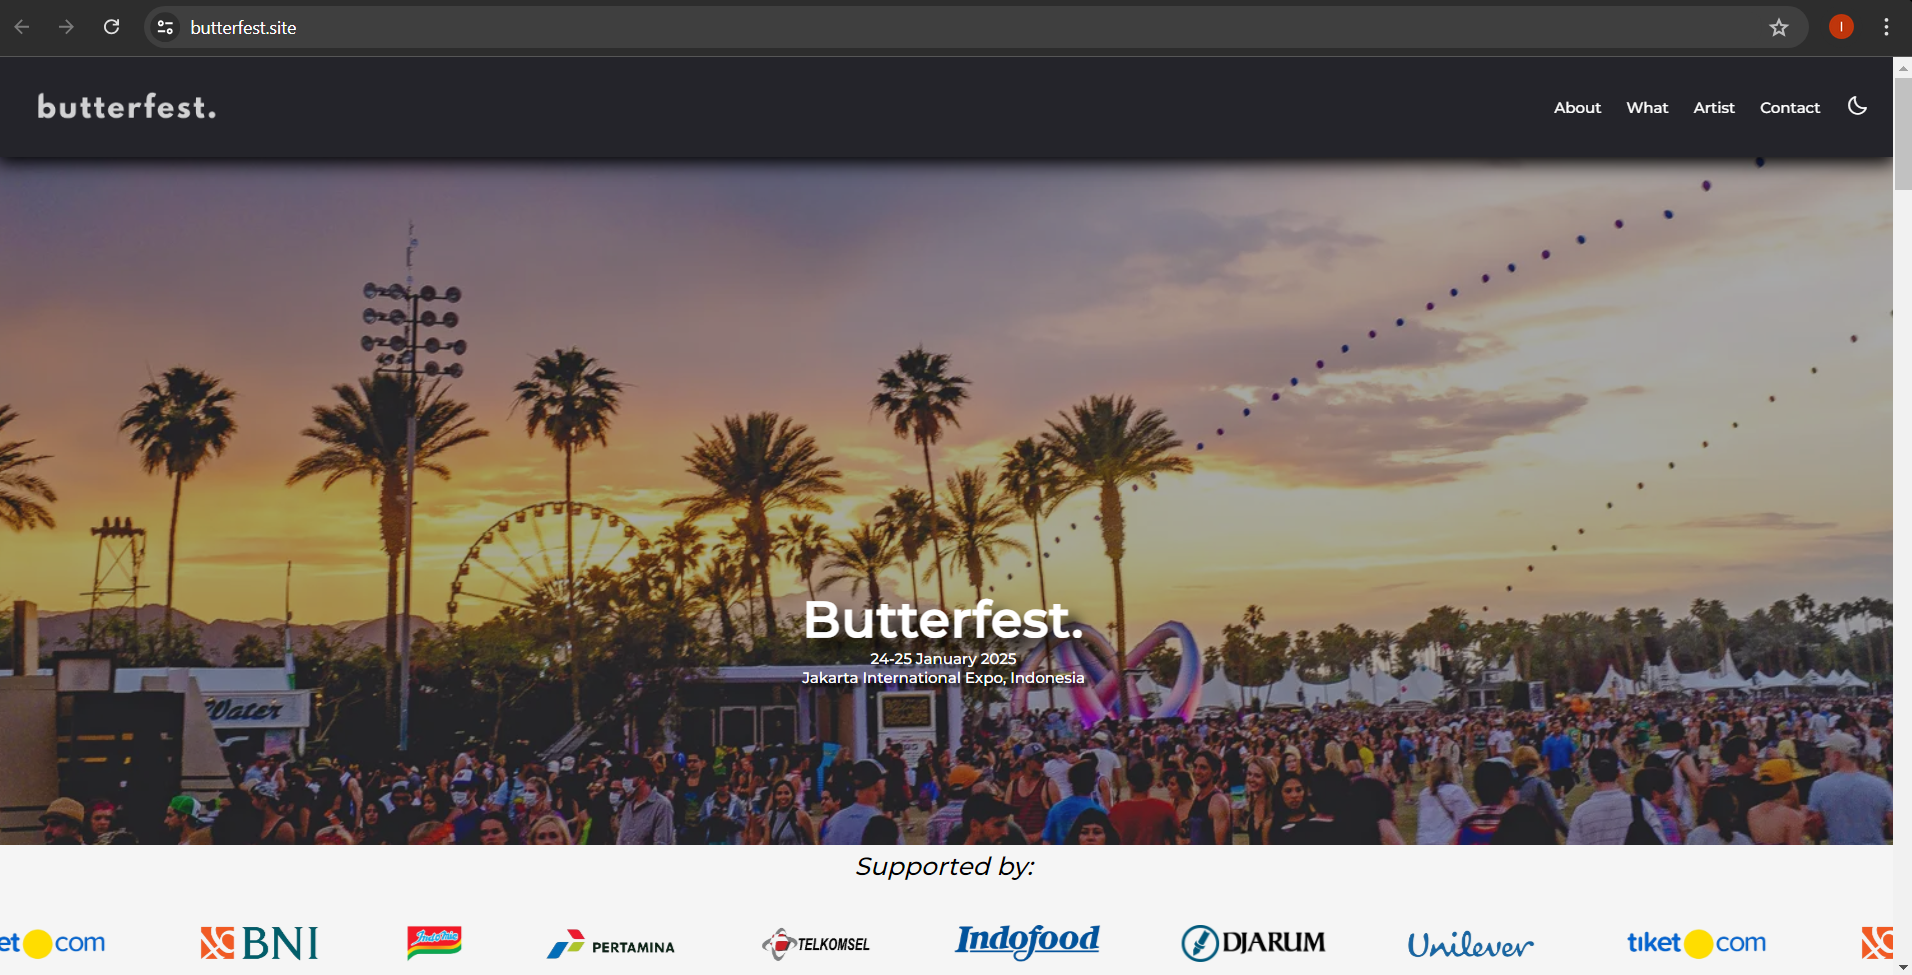 butterfest.site
I
butterfest.
About What Artist Contact
Water
Butterfest.
24-25 January 2025
Jakarta International Expo, Indonesia
Supported by:
et com BNI Indomie PERTAMINA TELKOMSEL Indofood DJARUM Unilever tiket com